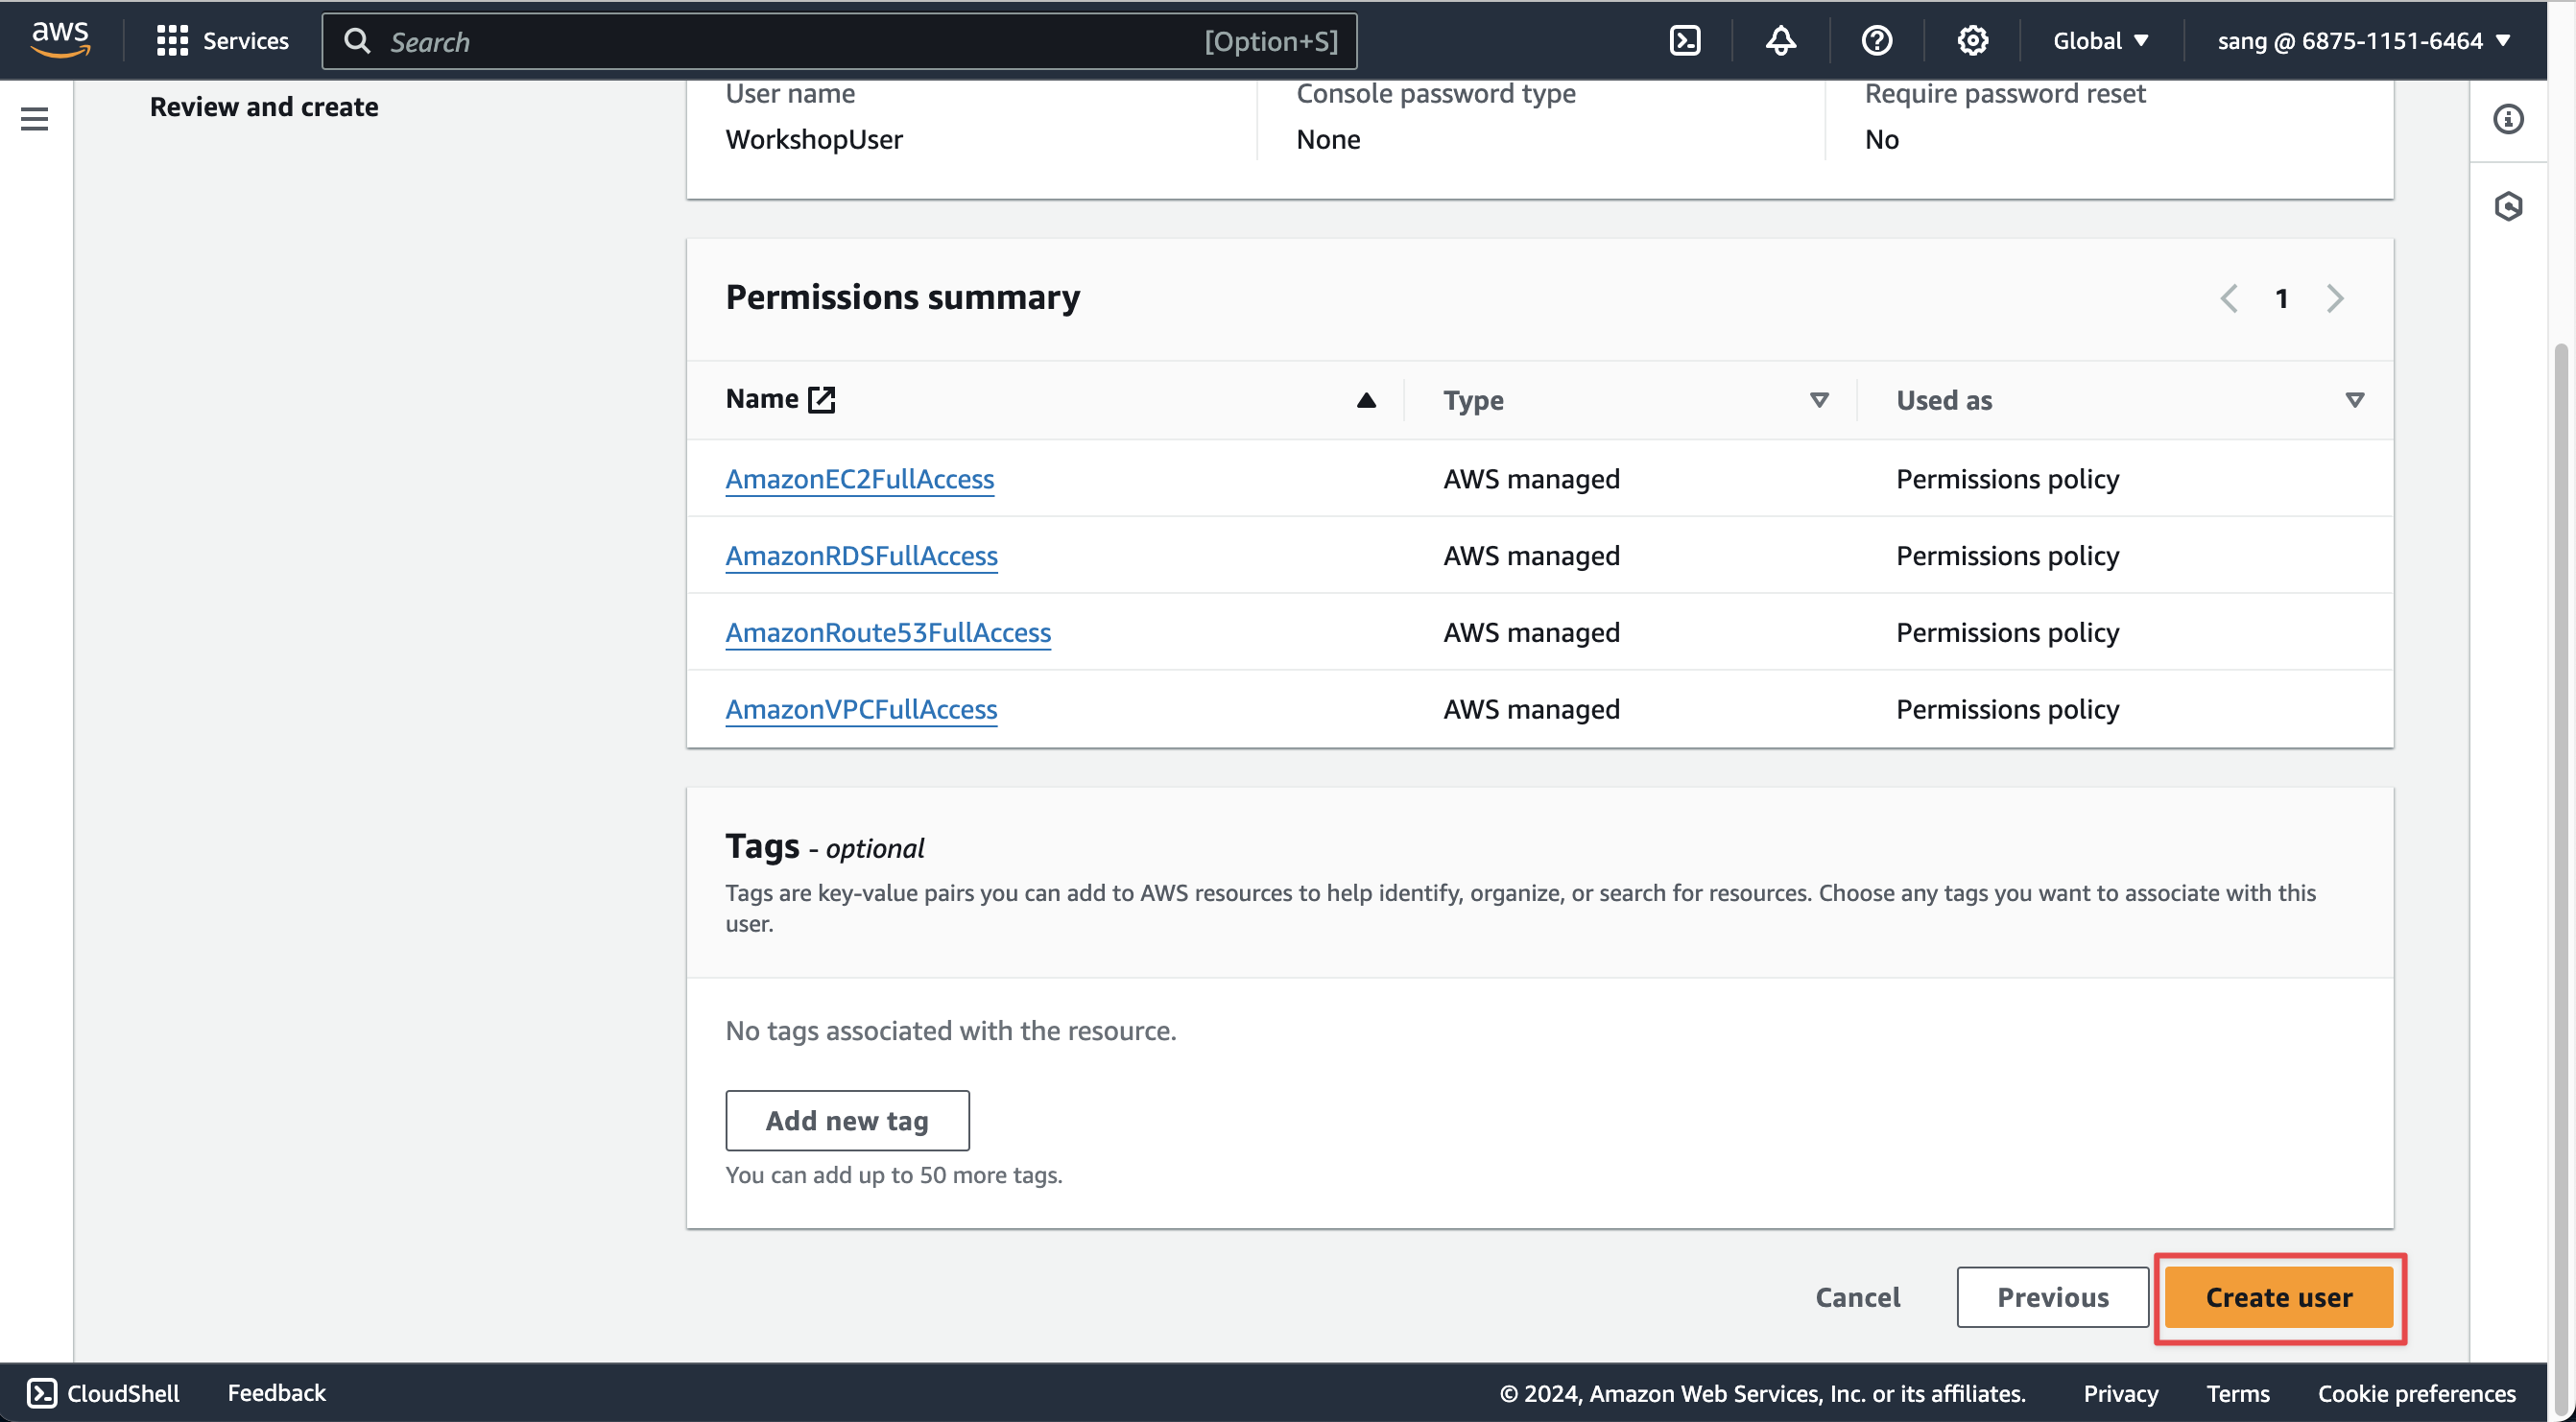 aws
Services
Search
[Option+S]
Global
sang @ 6875-1151-6464
Review and create
User name
Console password type
Require password reset
WorkshopUser
None
No
Permissions summary
1
Name
Type
Used as
AmazonEC2FullAccess
AWS managed
Permissions policy
AmazonRDSFullAccess
AWS managed
Permissions policy
AmazonRoute53FullAccess
AWS managed
Permissions policy
AmazonVPCFullAccess
AWS managed
Permissions policy
Tags - optional
Tags are key-value pairs you can add to AWS resources to help identify, organize, or search for resources. Choose any tags you want to associate with this
user.
No tags associated with the resource.
Add new tag
You can add up to 50 more tags.
Cancel
Previous
Create user
CloudShell
Feedback
© 2024, Amazon Web Services, Inc. or its affiliates.
Privacy
Terms
Cookie preferences